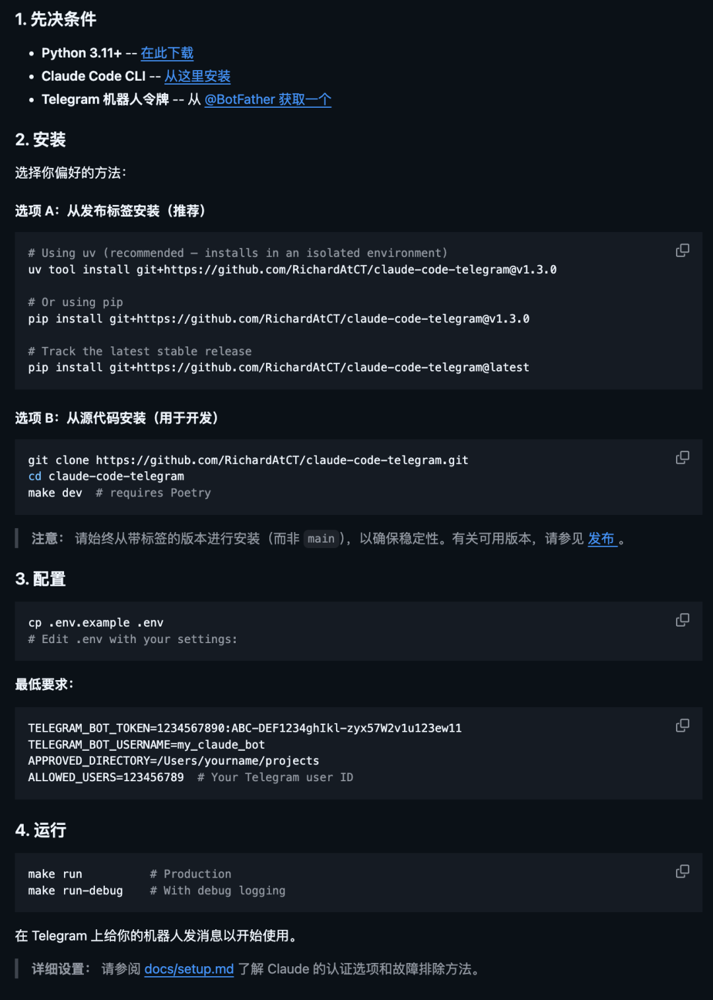 1. 先决条件
• Python 3.11+ -- 在此下载
• Claude Code CLI -- 从这里安装
• Telegram 机器人令牌 -- 从 @BotFather 获取一个
2. 安装
选择你偏好的方法：
选项 A：从发布标签安装（推荐）
# Using uv (recommended — installs in an isolated environment)
uv tool install git+https://github.com/RichardAtCT/claude-code-telegram@v1.3.0
# Or using pip
pip install git+https://github.com/RichardAtCT/claude-code-telegram@v1.3.0
# Track the latest stable release
pip install git+https://github.com/RichardAtCT/claude-code-telegram@latest
选项 B：从源代码安装（用于开发）
git clone https://github.com/RichardAtCT/claude-code-telegram.git
cd claude-code-telegram
make dev  # requires Poetry
注意： 请始终从带标签的版本进行安装（而非 main），以确保稳定性。有关可用版本，请参见 发布 。
3. 配置
cp .env.example .env
# Edit .env with your settings:
最低要求：
TELEGRAM_BOT_TOKEN=1234567890:ABC-DEF1234ghIkl-zyx57W2v1u123ew11
TELEGRAM_BOT_USERNAME=my_claude_bot
APPROVED_DIRECTORY=/Users/yourname/projects
ALLOWED_USERS=123456789  # Your Telegram user ID
4. 运行
make run          # Production
make run-debug    # With debug logging
在 Telegram 上给你的机器人发消息以开始使用。
详细设置： 请参阅 docs/setup.md 了解 Claude 的认证选项和故障排除方法。